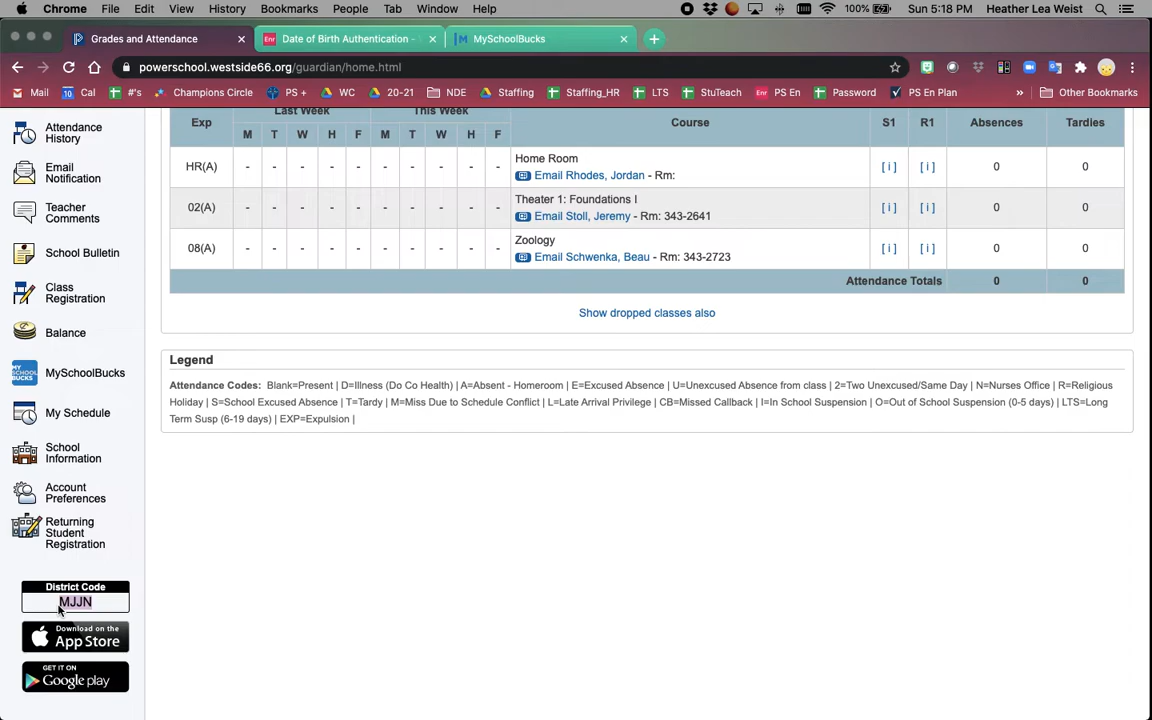 Chrome File Edit View History Bookmarks People Tab Window Help 100% Sun 5:18 PM Heather Lea Weist
Grades and Attendance Enr Date of Birth Authentication - MySchoolBucks
powerschool.westside66.org/guardian/home.html
Mail 10 Cal #'s Champions Circle PS + WC 20-21 NDE Staffing Staffing_HR LTS StuTeach Enr PS En Password PS En Plan » Other Bookmarks
Attendance
History
Email
Notification
Teacher
Comments
School Bulletin
Class
Registration
Balance
MY SCHOOL BUCKS MySchoolBucks
My Schedule
School
Information
Account
Preferences
Returning
Student
Registration
District Code
MJJN
Download on the
App Store
GET IT ON
Google play
Last Week This Week
Exp M T W H F M T W H F Course S1 R1 Absences Tardies
Home Room
HR(A) - - - - - - - - - - Email Rhodes, Jordan - Rm: [ i ] [ i ] 0 0
Theater 1: Foundations I
02(A) - - - - - - - - - - Email Stoll, Jeremy - Rm: 343-2641 [ i ] [ i ] 0 0
Zoology
08(A) - - - - - - - - - - Email Schwenka, Beau - Rm: 343-2723 [ i ] [ i ] 0 0
Attendance Totals 0 0
Show dropped classes also
Legend
Attendance Codes: Blank=Present | D=Illness (Do Co Health) | A=Absent - Homeroom | E=Excused Absence | U=Unexcused Absence from class | 2=Two Unexcused/Same Day | N=Nurses Office | R=Religious
Holiday | S=School Excused Absence | T=Tardy | M=Miss Due to Schedule Conflict | L=Late Arrival Privilege | CB=Missed Callback | I=In School Suspension | O=Out of School Suspension (0-5 days) | LTS=Long
Term Susp (6-19 days) | EXP=Expulsion |